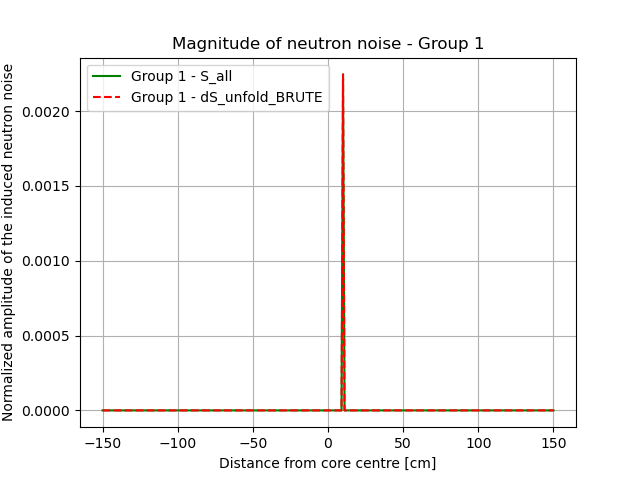 Magnitude of neutron noise - Group 1
Group 1 - S_all
Group 1 - dS_unfold_BRUTE
Normalized amplitude of the induced neutron noise
0.0020
0.0015
0.0010
0.0005
0.0000
−150
−100
−50
0
50
100
150
Distance from core centre [cm]